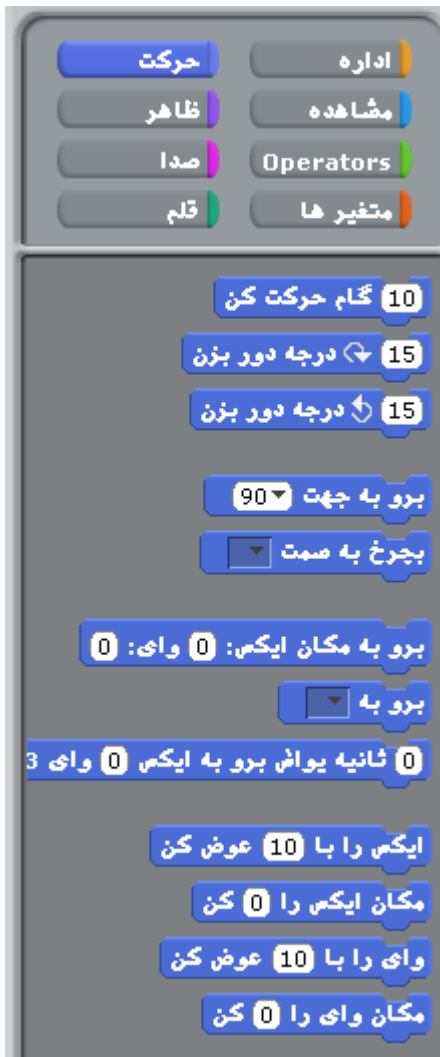 اداره حرکت
مشاهده ظاهر
Operators صدا
متغیر ها قلم
10 گام حرکت کن
15 درجه دور بزن
15 درجه دور بزن
برو به جهت 90
بچرخ به صمت
برو به مکان ایکس: 0 وای: 0
برو به
0 ثانیه یواش برو به ایکس 0 وای 3
ایکس را با 10 عوض کن
مکان ایکس را 0 کن
وای را با 10 عوض کن
مکان وای را 0 کن